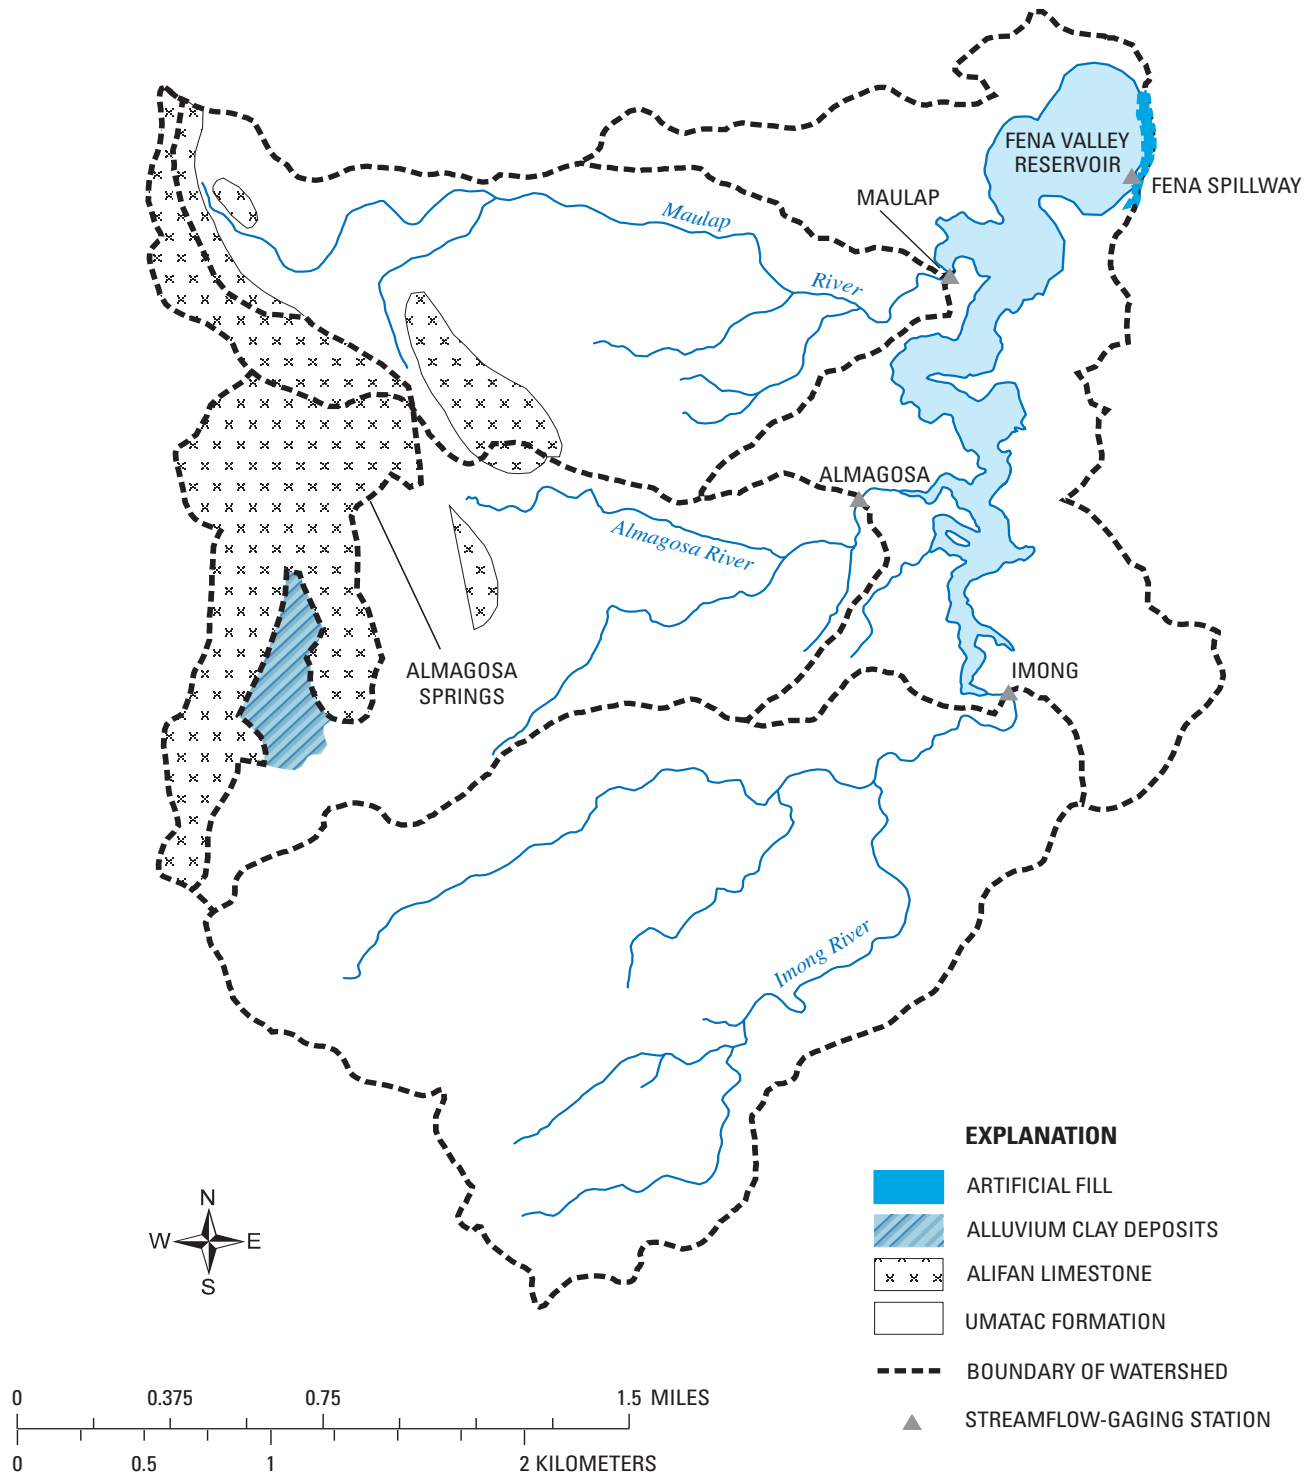 FENA VALLEY
RESERVOIR
FENA SPILLWAY
MAULAP
Maulap
River
ALMAGOSA
Almagosa River
ALMAGOSA
SPRINGS
IMONG
Imong River
N
W E
S
EXPLANATION
ARTIFICIAL FILL
ALLUVIUM CLAY DEPOSITS
ALIFAN LIMESTONE
UMATAC FORMATION
BOUNDARY OF WATERSHED
STREAMFLOW-GAGING STATION
0 0.375 0.75 1.5 MILES
0 0.5 1 2 KILOMETERS